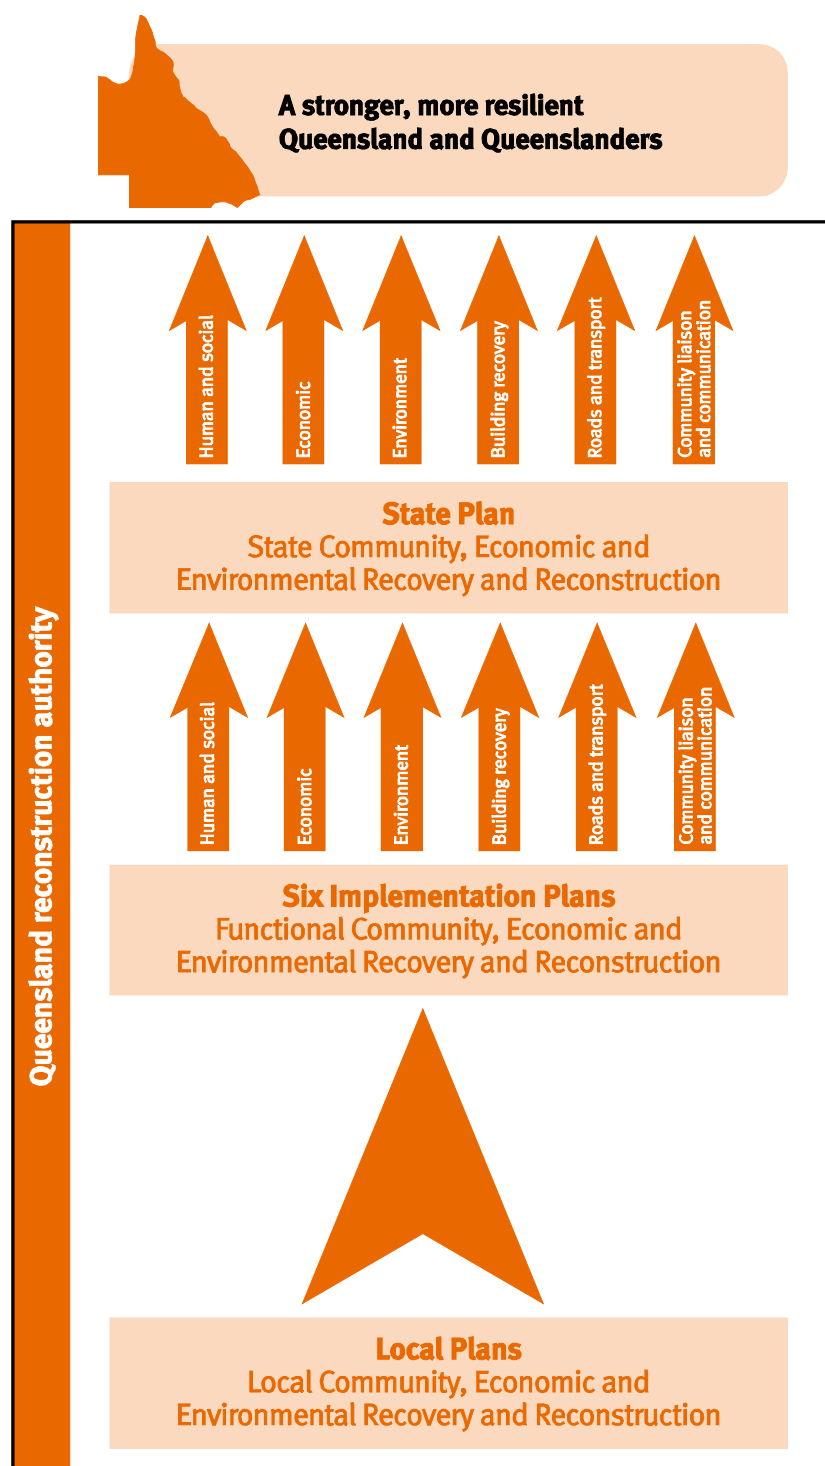 A stronger, more resilient
Queensland and Queenslanders
Queensland reconstruction authority
Human and social
Economic
Environment
Building recovery
Roads and transport
Community liaison
and communication
State Plan
State Community, Economic and
Environmental Recovery and Reconstruction
Human and social
Economic
Environment
Building recovery
Roads and transport
Community liaison
and communication
Six Implementation Plans
Functional Community, Economic and
Environmental Recovery and Reconstruction
Local Plans
Local Community, Economic and
Environmental Recovery and Reconstruction